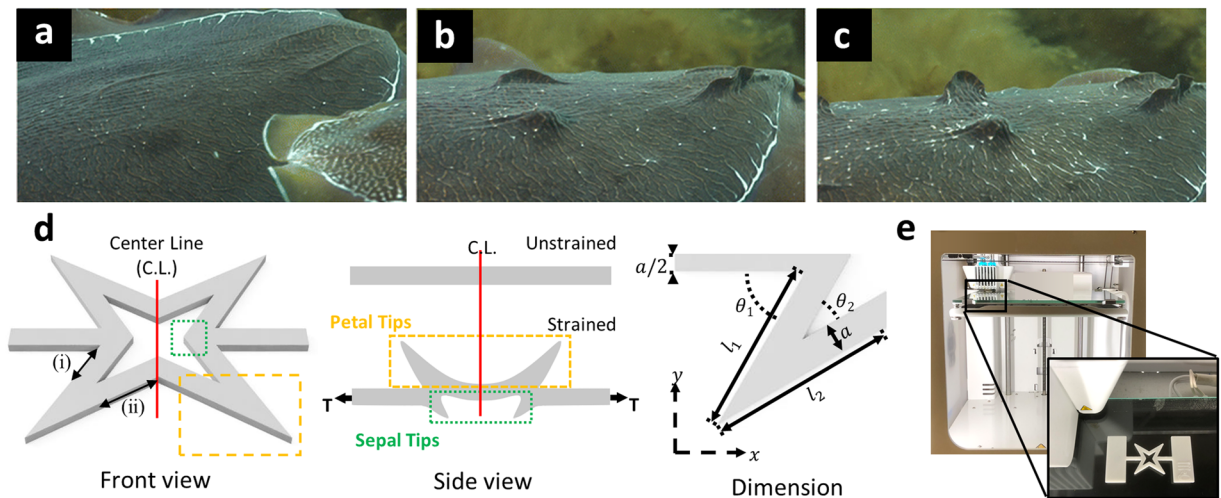 a
b
c
d
Center Line
(C.L.)
(i)
(ii)
Front view
C.L.
Unstrained
Petal Tips
Strained
T
T
Sepal Tips
Side view
a/2
θ1
θ2
a
l1
l2
y
x
Dimension
e